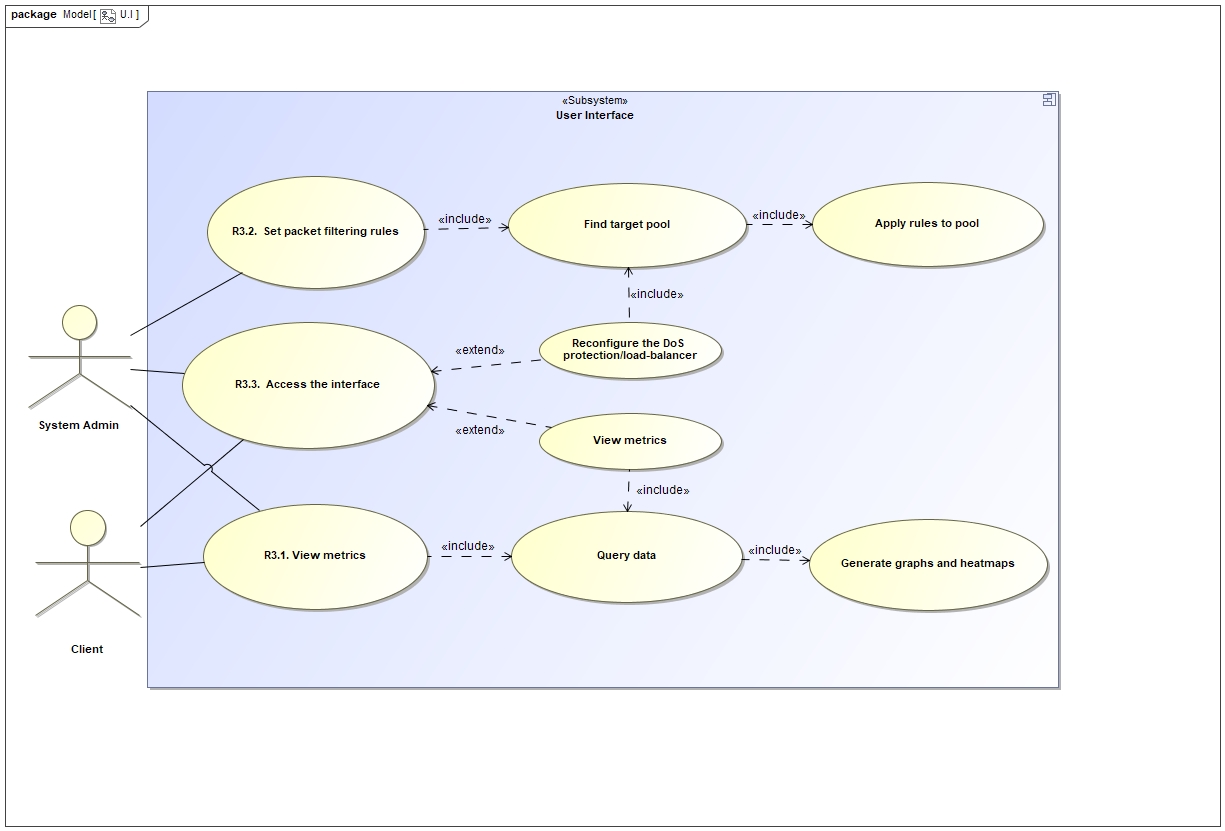 package Model [ U.I ]
«Subsystem»
User Interface
R3.2. Set packet filtering rules
«include»
Find target pool
«include»
Apply rules to pool
«include»
Reconfigure the DoS
protection/load-balancer
«extend»
R3.3. Access the interface
System Admin
«extend»
View metrics
«include»
R3.1. View metrics
«include»
Query data
«include»
Generate graphs and heatmaps
Client